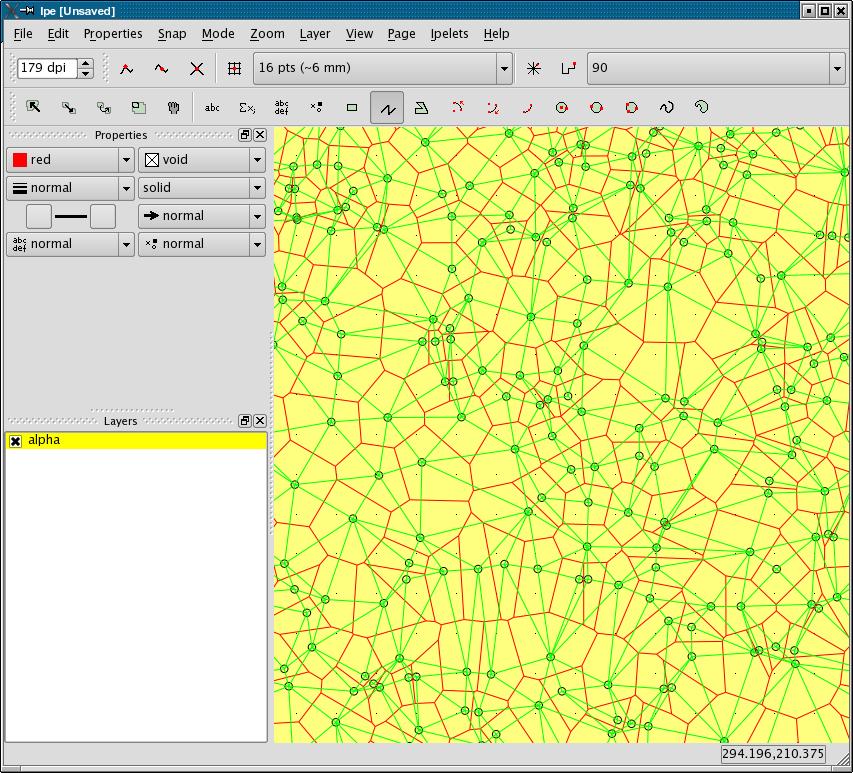 Ipe [Unsaved]
File Edit Properties Snap Mode Zoom Layer View Page Ipelets Help
179 dpi 16 pts (~6 mm) 90
abc Σx; abc def
Properties
red void
normal solid
normal
abc def normal normal
Layers
alpha
294.196,210.375